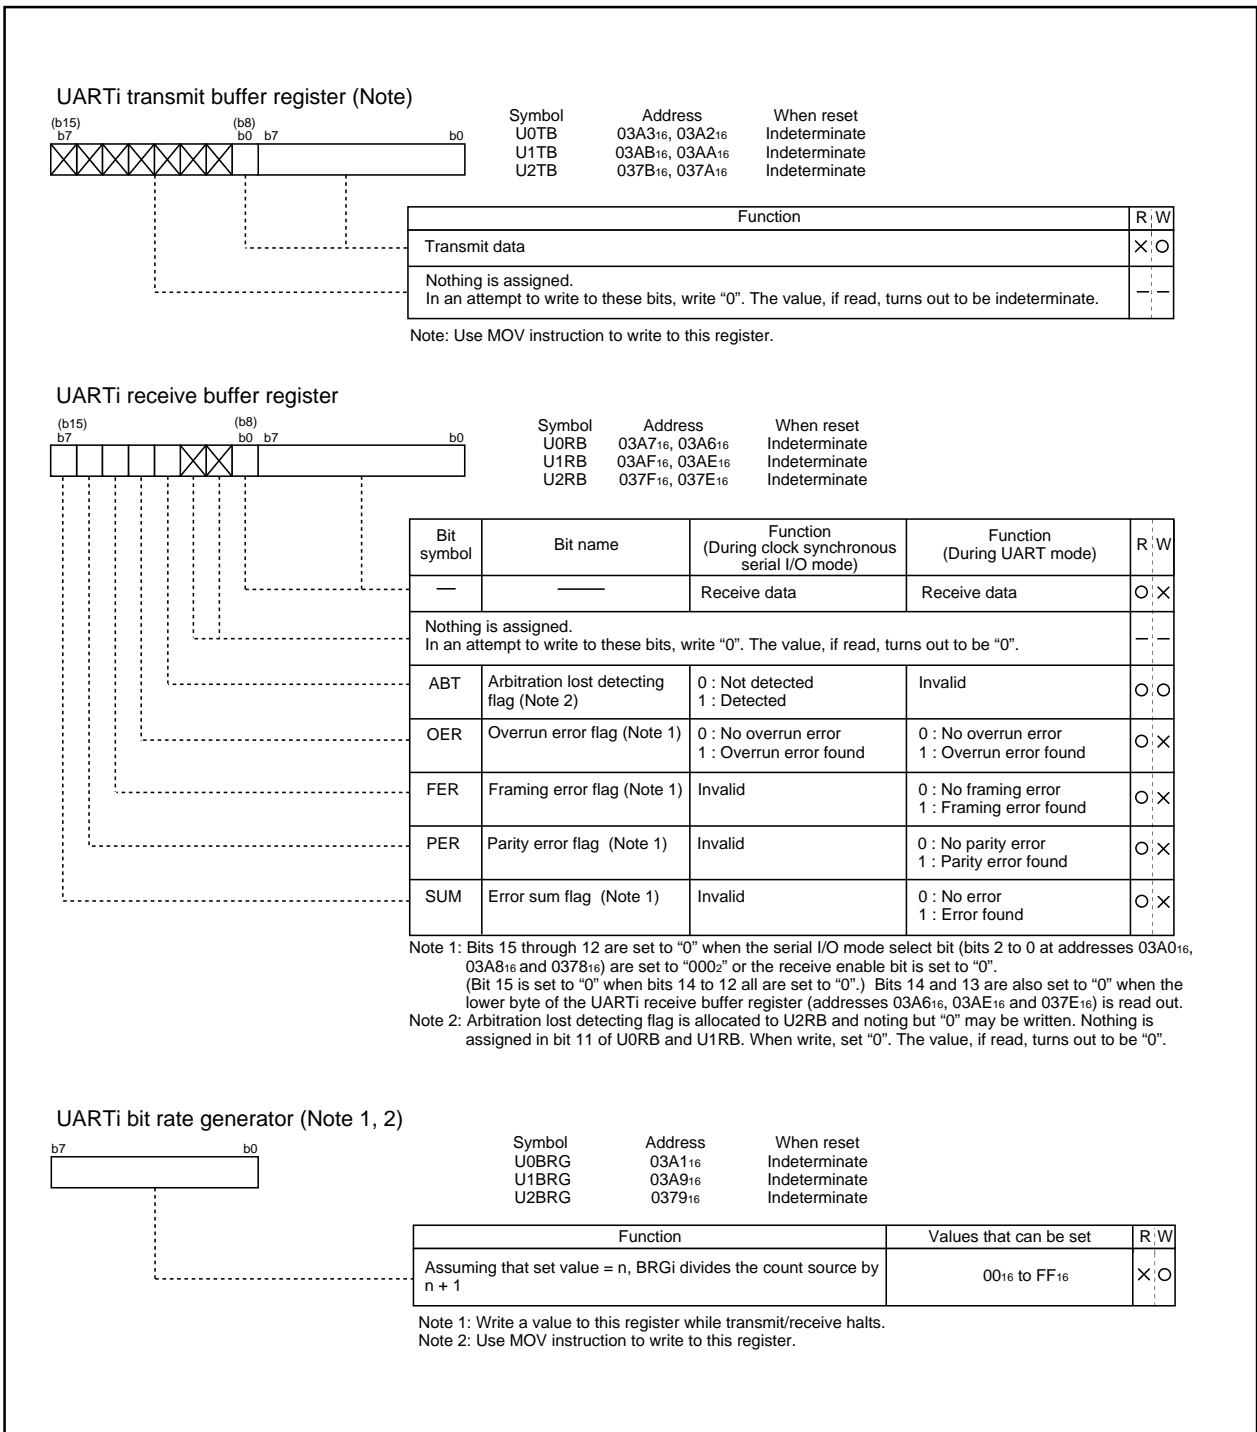 UARTi transmit buffer register (Note)
(b15) (b8)
b7 b0 b7 b0
Symbol Address When reset
U0TB 03A3₁₆, 03A2₁₆ Indeterminate
U1TB 03AB₁₆, 03AA₁₆ Indeterminate
U2TB 037B₁₆, 037A₁₆ Indeterminate
Function R W
Transmit data X O
Nothing is assigned.
In an attempt to write to these bits, write “0”. The value, if read, turns out to be indeterminate. — —
Note: Use MOV instruction to write to this register.
UARTi receive buffer register
(b15) (b8)
b7 b0 b7 b0
Symbol Address When reset
U0RB 03A7₁₆, 03A6₁₆ Indeterminate
U1RB 03AF₁₆, 03AE₁₆ Indeterminate
U2RB 037F₁₆, 037E₁₆ Indeterminate
Bit symbol Bit name Function (During clock synchronous serial I/O mode) Function (During UART mode) R W
— — Receive data Receive data O X
Nothing is assigned.
In an attempt to write to these bits, write “0”. The value, if read, turns out to be “0”. — —
ABT Arbitration lost detecting flag (Note 2) 0 : Not detected 1 : Detected Invalid O O
OER Overrun error flag (Note 1) 0 : No overrun error 1 : Overrun error found 0 : No overrun error 1 : Overrun error found O X
FER Framing error flag (Note 1) Invalid 0 : No framing error 1 : Framing error found O X
PER Parity error flag (Note 1) Invalid 0 : No parity error 1 : Parity error found O X
SUM Error sum flag (Note 1) Invalid 0 : No error 1 : Error found O X
Note 1: Bits 15 through 12 are set to “0” when the serial I/O mode select bit (bits 2 to 0 at addresses 03A0₁₆,
03A8₁₆ and 0378₁₆) are set to “000₂” or the receive enable bit is set to “0”.
(Bit 15 is set to “0” when bits 14 to 12 all are set to “0”.) Bits 14 and 13 are also set to “0” when the
lower byte of the UARTi receive buffer register (addresses 03A6₁₆, 03AE₁₆ and 037E₁₆) is read out.
Note 2: Arbitration lost detecting flag is allocated to U2RB and noting but “0” may be written. Nothing is
assigned in bit 11 of U0RB and U1RB. When write, set “0”. The value, if read, turns out to be “0”.
UARTi bit rate generator (Note 1, 2)
b7 b0
Symbol Address When reset
U0BRG 03A1₁₆ Indeterminate
U1BRG 03A9₁₆ Indeterminate
U2BRG 0379₁₆ Indeterminate
Function Values that can be set R W
Assuming that set value = n, BRGi divides the count source by
n + 1 00₁₆ to FF₁₆ X O
Note 1: Write a value to this register while transmit/receive halts.
Note 2: Use MOV instruction to write to this register.